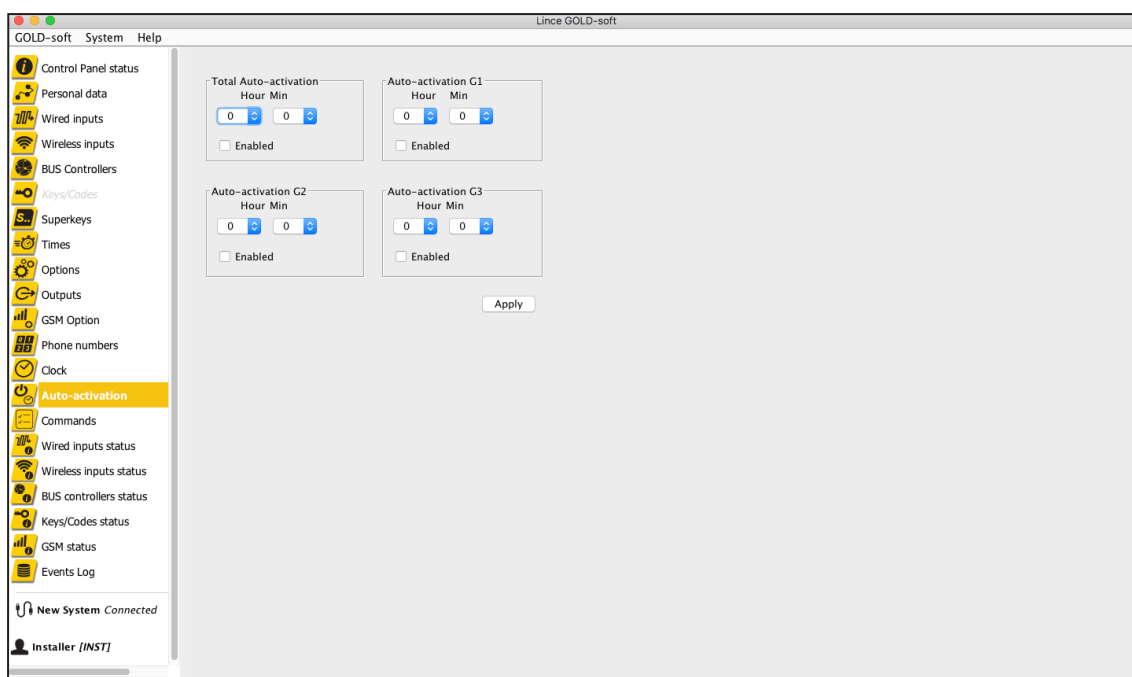 Lince GOLD-soft
GOLD-soft System Help
Control Panel status
Personal data
Wired inputs
Wireless inputs
BUS Controllers
Keys/Codes
Superkeys
Times
Options
Outputs
GSM Option
Phone numbers
Clock
Auto-activation
Commands
Wired inputs status
Wireless inputs status
BUS controllers status
Keys/Codes status
GSM status
Events Log
New System Connected
Installer [INST]
Total Auto-activation
Hour Min
0 0
Enabled
Auto-activation G1
Hour Min
0 0
Enabled
Auto-activation G2
Hour Min
0 0
Enabled
Auto-activation G3
Hour Min
0 0
Enabled
Apply